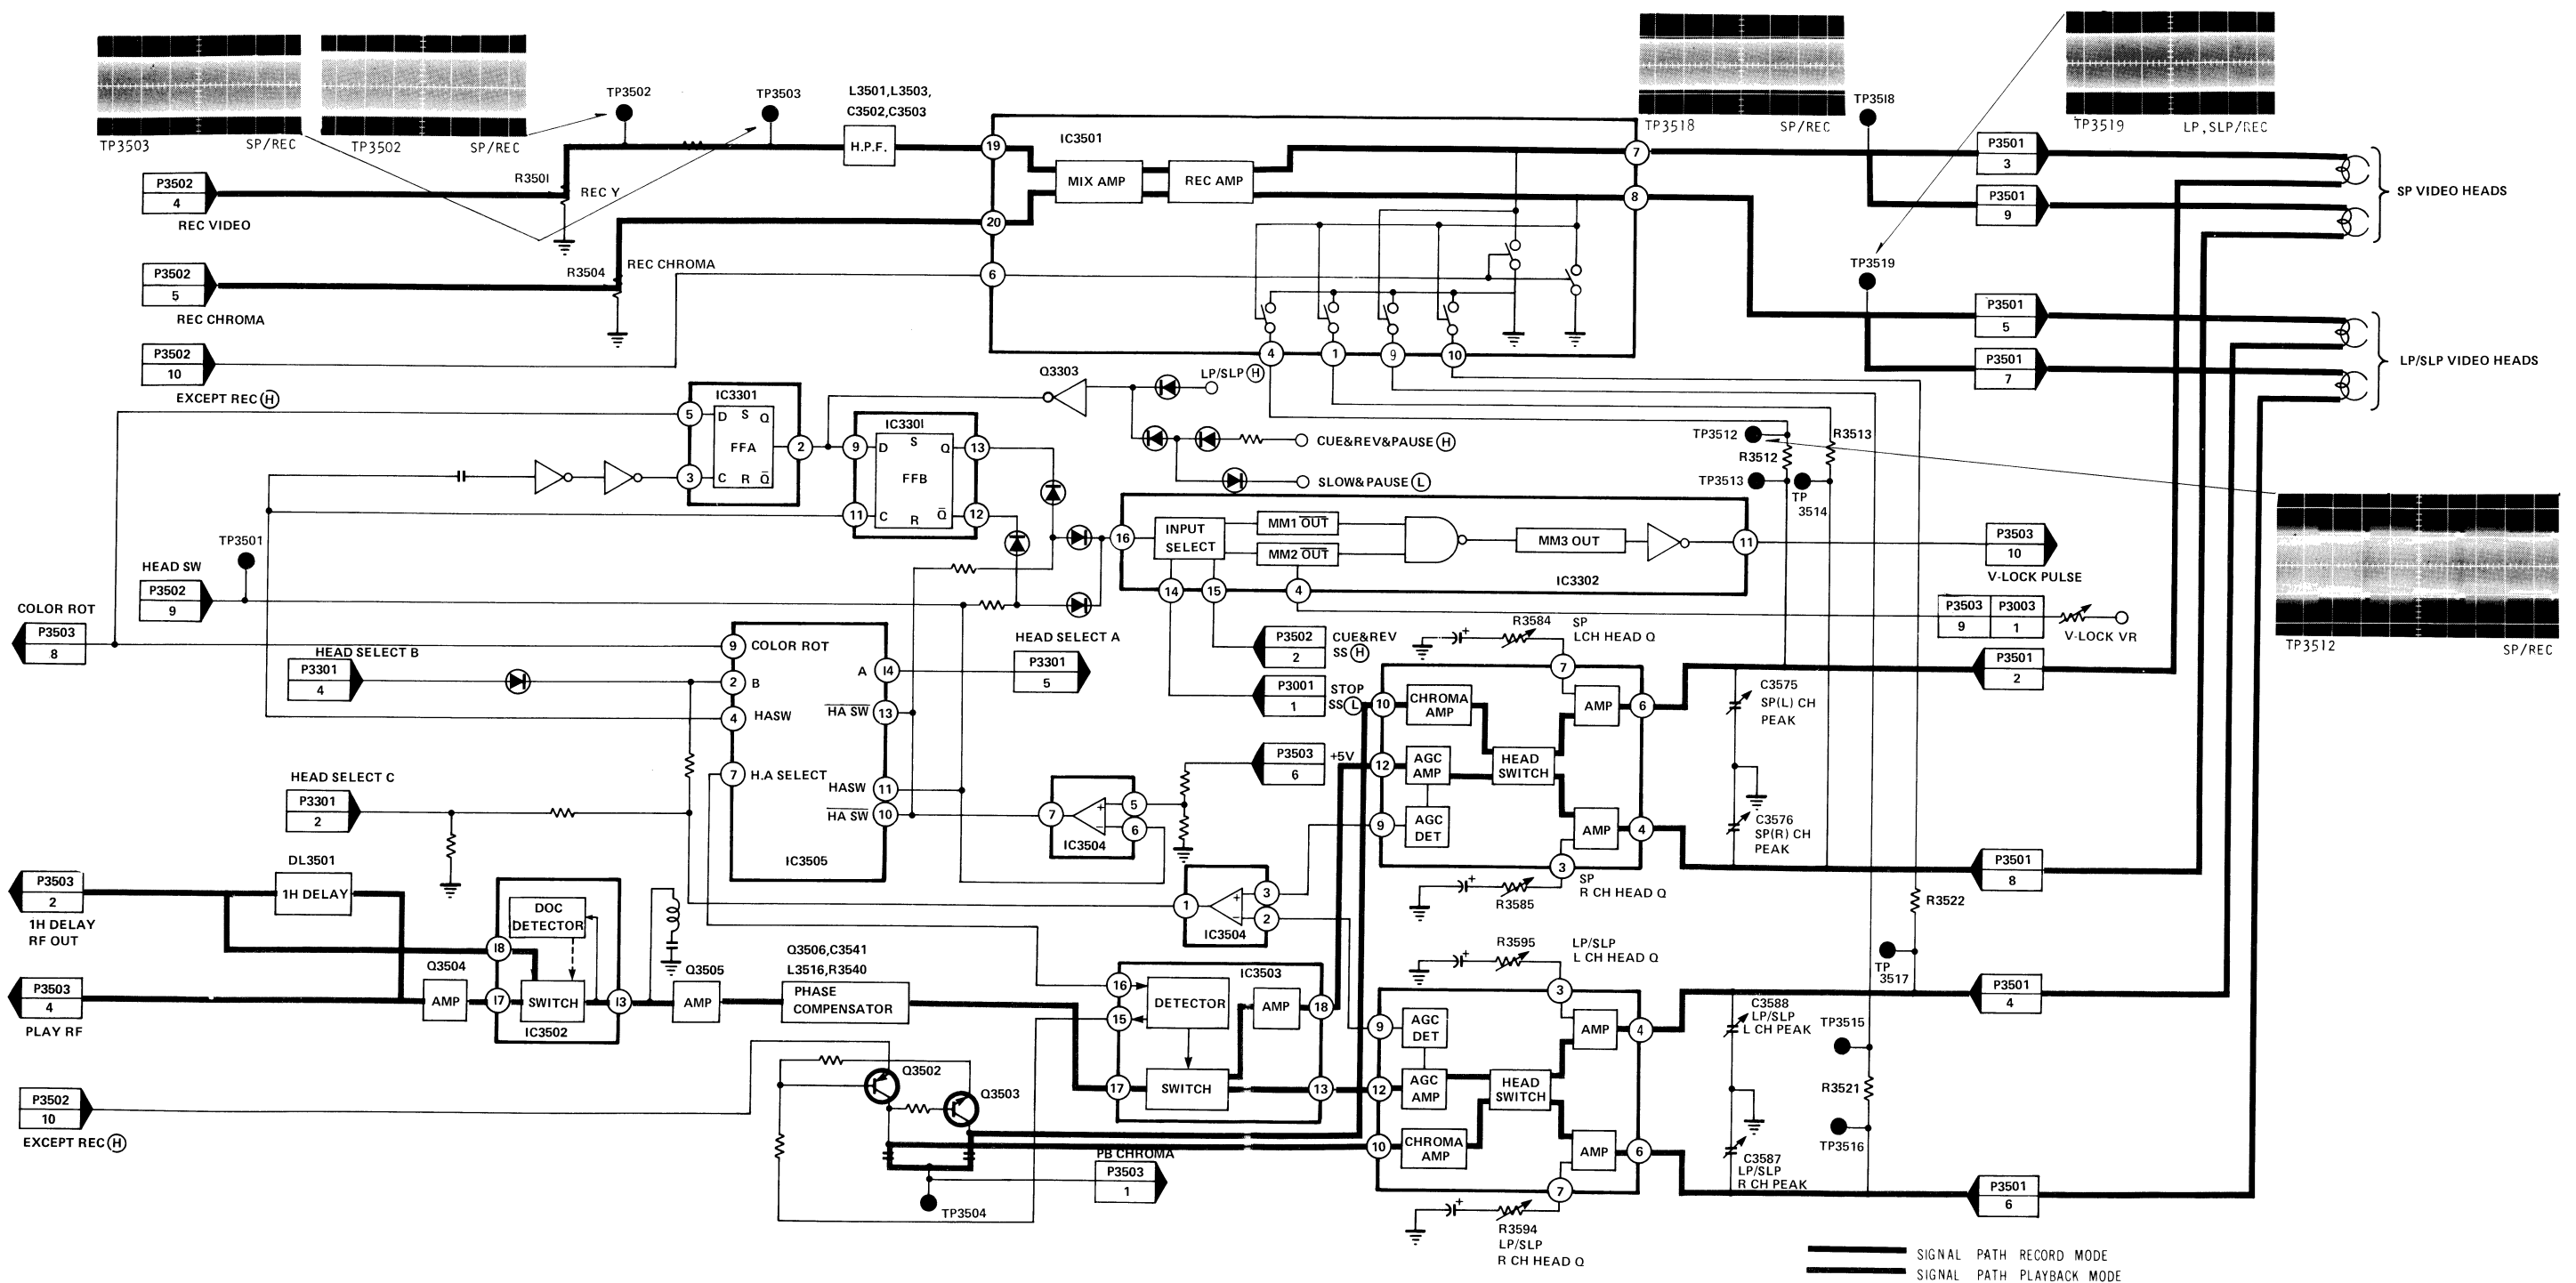 TP3503 SP/REC
TP3502 SP/REC
TP3502
TP3503
L3501,L3503,
C3502,C3503
H.P.F.
P3502
4
REC VIDEO
R3501
REC Y
P3502
5
REC CHROMA
R3504
REC CHROMA
P3502
10
EXCEPT REC (H)
IC3501
19
20
6
MIX AMP
REC AMP
7
8
4
1
9
10
TP3518 SP/REC
TP3518
TP3519 LP,SLP/REC
TP3519
P3501
3
P3501
9
SP VIDEO HEADS
P3501
5
P3501
7
LP/SLP VIDEO HEADS
Q3303
LP/SLP (H)
CUE&REV&PAUSE (H)
SLOW&PAUSE (L)
IC3301
5
3
2
D S Q
FFA
C R Q̅
IC3301
9
11
13
12
D S Q
FFB
C R Q̅
TP3512
R3512
R3513
TP3513
TP
3514
TP3512 SP/REC
16
INPUT
SELECT
MM1 O̅U̅T̅
MM2 O̅U̅T̅
MM3 OUT
11
14
15
4
IC3302
P3503
10
V-LOCK PULSE
P3503
9
P3003
1
V-LOCK VR
TP3501
HEAD SW
P3502
9
COLOR ROT
P3503
8
HEAD SELECT B
P3301
4
HEAD SELECT C
P3301
2
9 COLOR ROT
2 B
4 HASW
7 H.A SELECT
A 14
H̅A̅ S̅W̅ 13
HASW 11
H̅A̅ S̅W̅ 10
IC3505
HEAD SELECT A
P3301
5
P3502
2
CUE&REV
SS (H)
P3001
1
STOP
SS (L)
P3503
6
+5V
7
5
+
6
−
IC3504
1
3
+
2
−
IC3504
R3584
SP
LCH HEAD Q
+
7
10
CHROMA
AMP
12
AGC
AMP
9
AGC
DET
HEAD
SWITCH
AMP
6
AMP
4
3
SP
R CH HEAD Q
+
R3585
C3575
SP(L) CH
PEAK
C3576
SP(R) CH
PEAK
P3501
2
P3501
8
R3522
DL3501
1H DELAY
P3503
2
1H DELAY
RF OUT
P3503
4
PLAY RF
Q3504
AMP
18
17
13
DOC
DETECTOR
SWITCH
IC3502
Q3505
AMP
Q3506,C3541
L3516,R3540
PHASE
COMPENSATOR
IC3503
16
15
17
18
13
DETECTOR
AMP
SWITCH
R3595
LP/SLP
L CH HEAD Q
+
3
9
AGC
DET
12
AGC
AMP
10
CHROMA
AMP
HEAD
SWITCH
AMP
4
AMP
6
7
+
R3594
LP/SLP
R CH HEAD Q
C3588
LP/SLP
L CH PEAK
C3587
LP/SLP
R CH PEAK
TP
3517
TP3515
R3521
TP3516
P3501
4
P3501
6
P3502
10
EXCEPT REC (H)
Q3502
Q3503
PB CHROMA
P3503
1
TP3504
SIGNAL PATH RECORD MODE
SIGNAL PATH PLAYBACK MODE